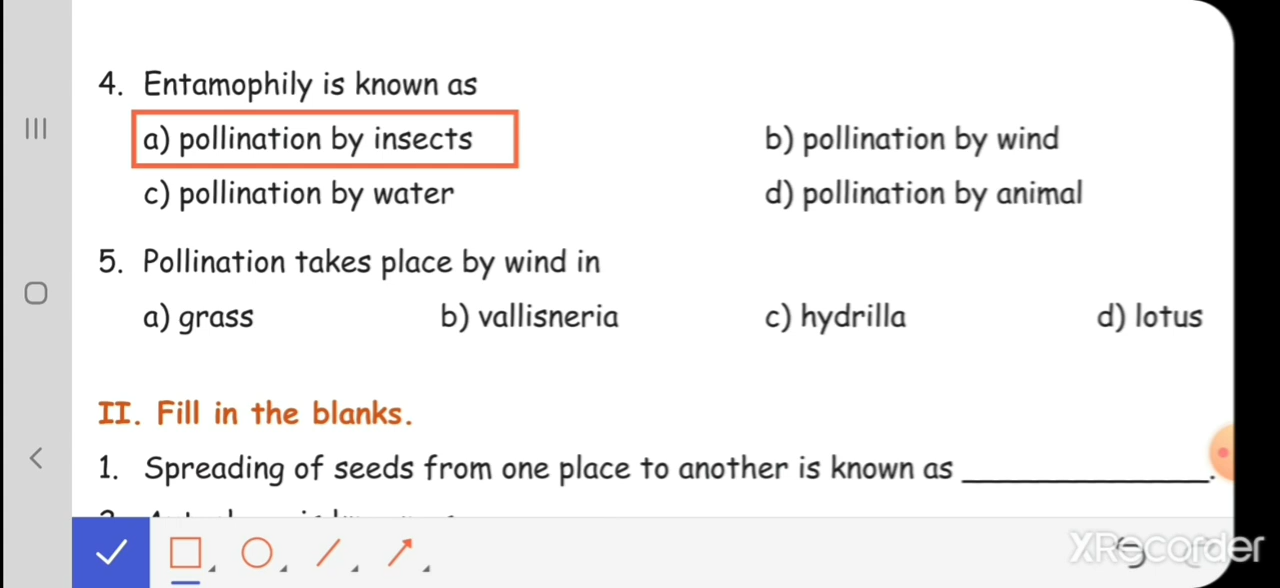 4. Entamophily is known as
a) pollination by insects b) pollination by wind
c) pollination by water d) pollination by animal
5. Pollination takes place by wind in
a) grass b) vallisneria c) hydrilla d) lotus
II. Fill in the blanks.
1. Spreading of seeds from one place to another is known as ______________.
XRecorder